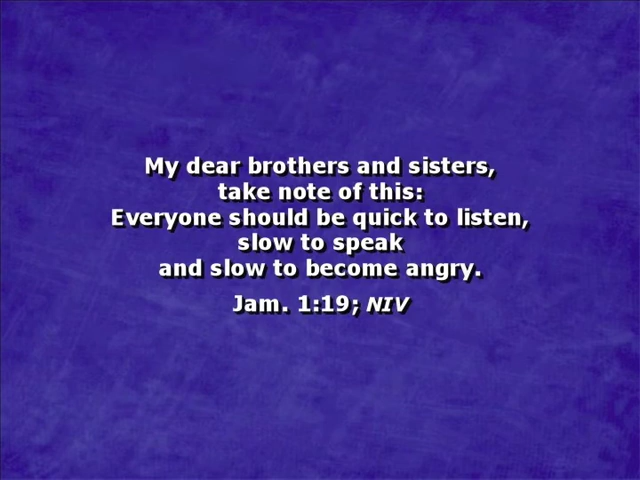 My dear brothers and sisters,
take note of this:
Everyone should be quick to listen,
slow to speak
and slow to become angry.
Jam. 1:19; NIV